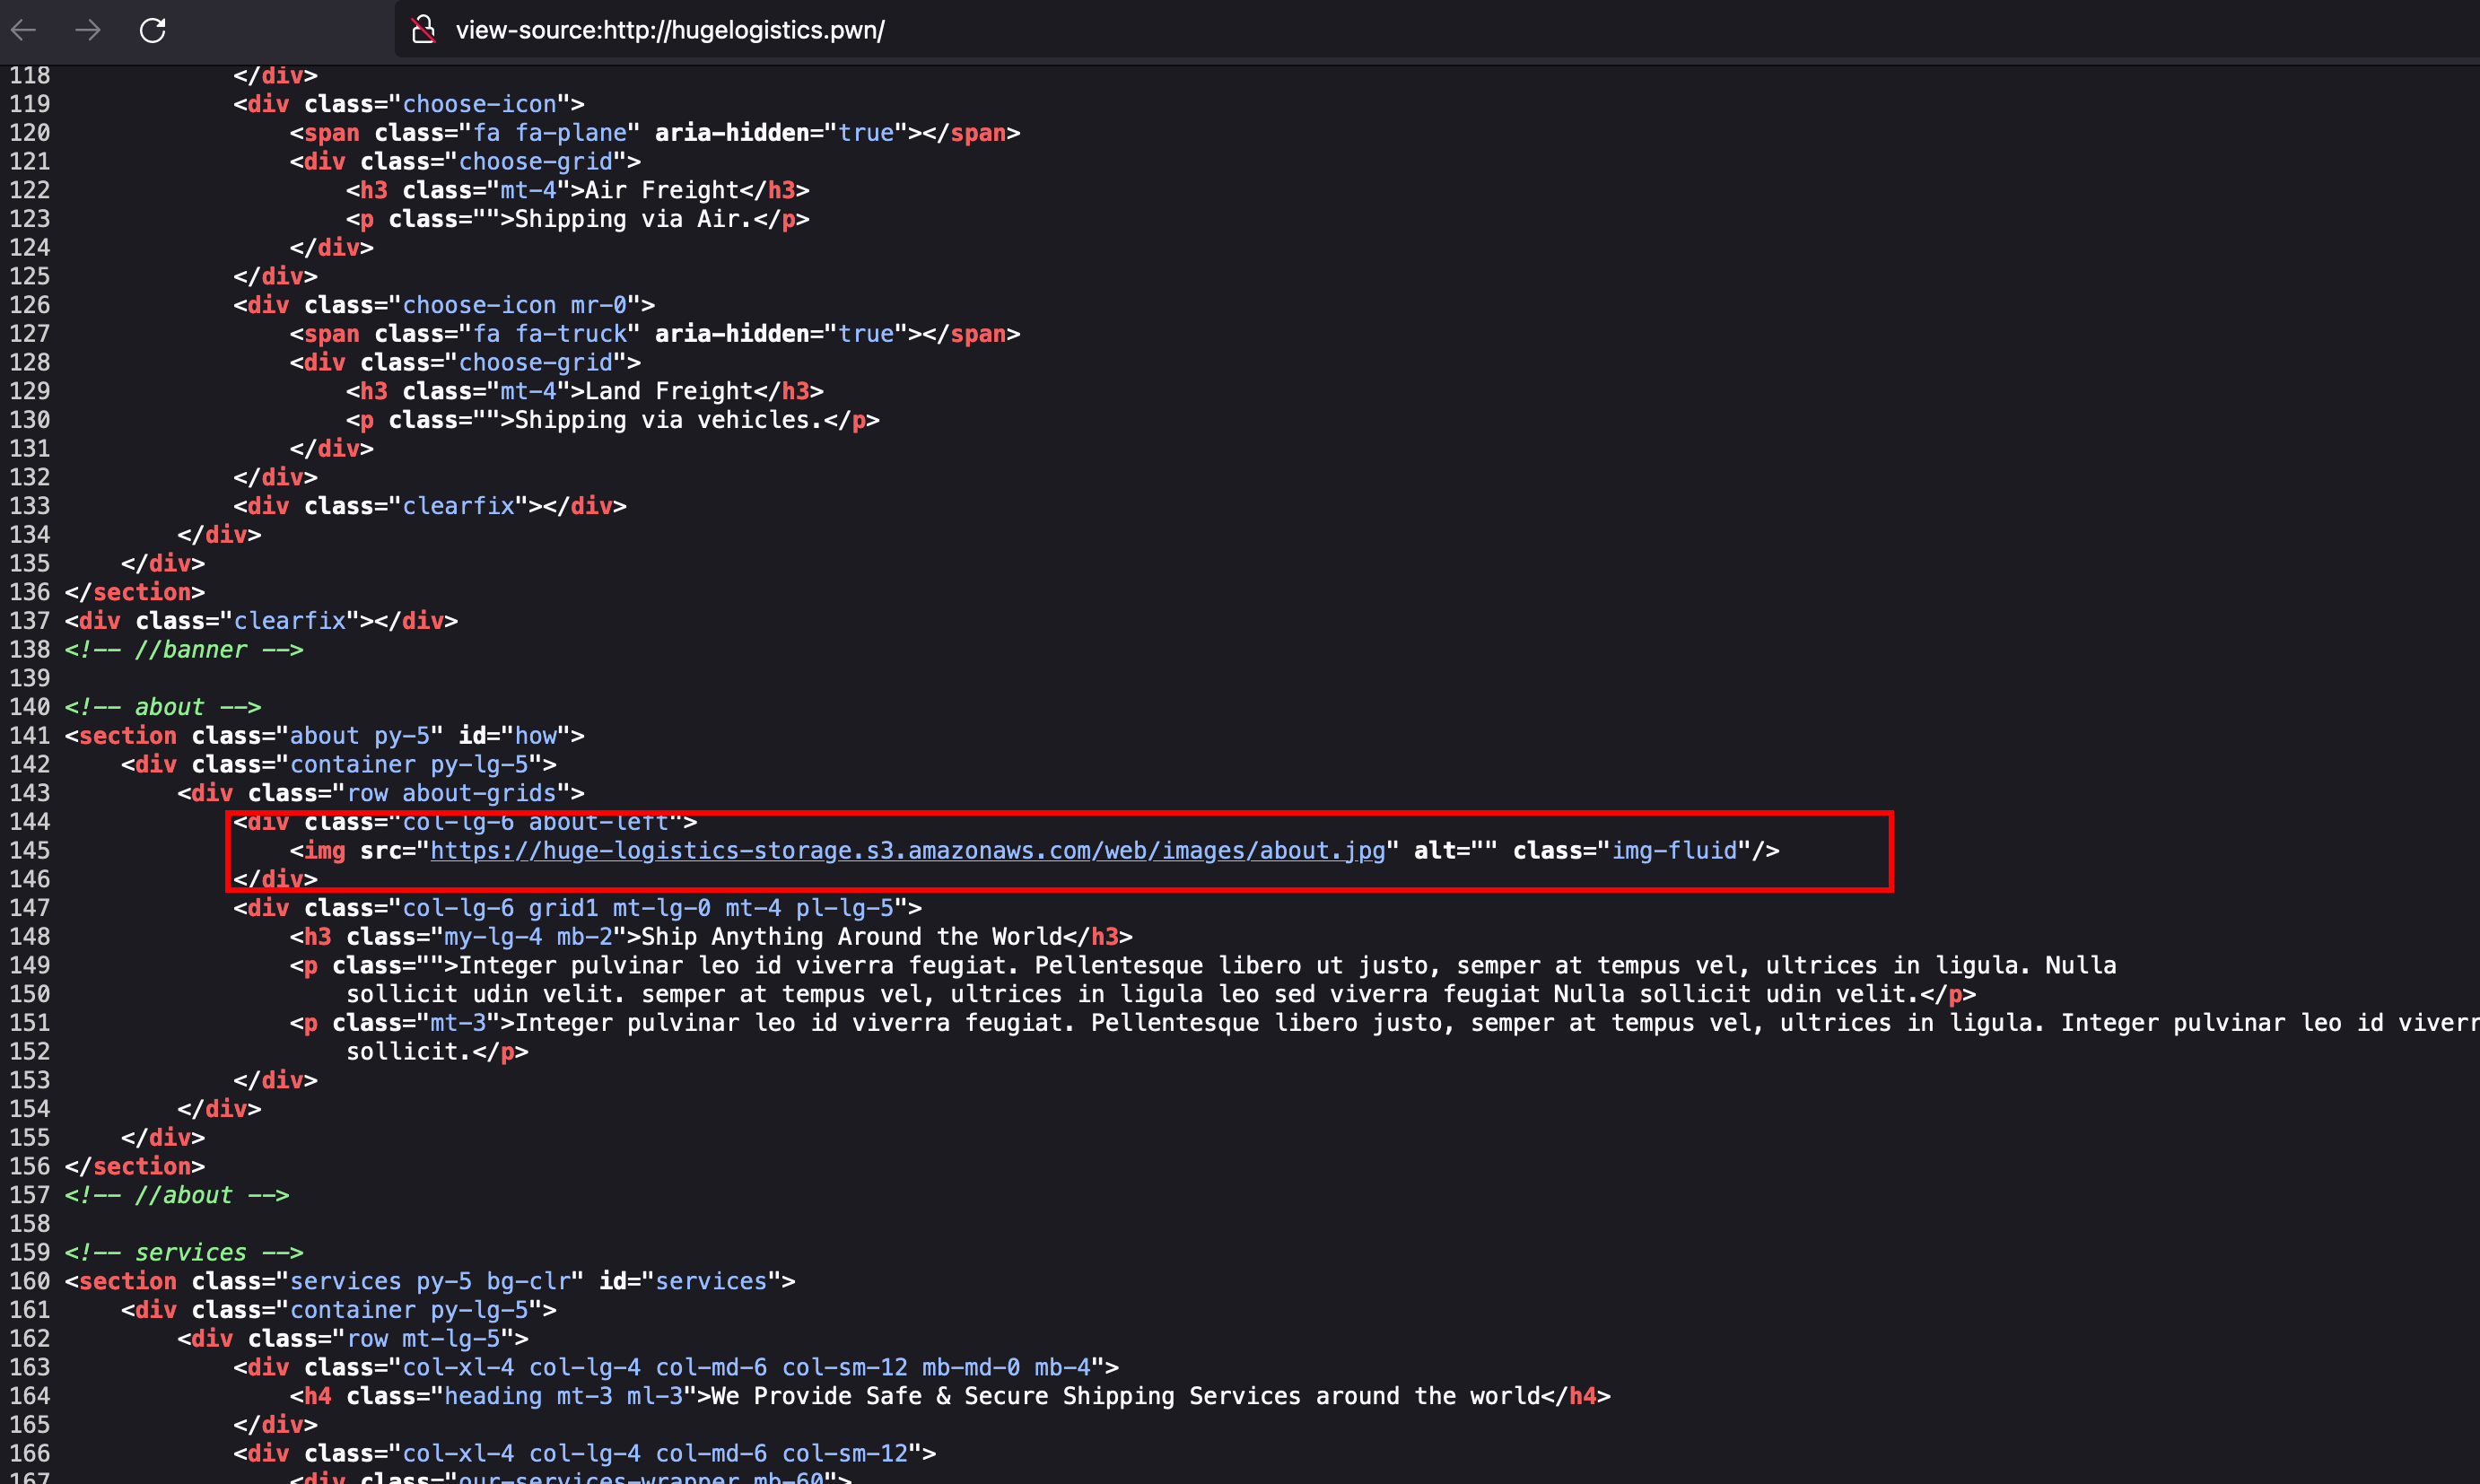 view-source:http://hugelogistics.pwn/
118             </div>
119             <div class="choose-icon">
120                 <span class="fa fa-plane" aria-hidden="true"></span>
121                 <div class="choose-grid">
122                     <h3 class="mt-4">Air Freight</h3>
123                     <p class="">Shipping via Air.</p>
124                 </div>
125             </div>
126             <div class="choose-icon mr-0">
127                 <span class="fa fa-truck" aria-hidden="true"></span>
128                 <div class="choose-grid">
129                     <h3 class="mt-4">Land Freight</h3>
130                     <p class="">Shipping via vehicles.</p>
131                 </div>
132             </div>
133             <div class="clearfix"></div>
134         </div>
135     </div>
136 </section>
137 <div class="clearfix"></div>
138 <!-- //banner -->
139
140 <!-- about -->
141 <section class="about py-5" id="how">
142     <div class="container py-lg-5">
143         <div class="row about-grids">
144             <div class="col-lg-6 about-left">
145                 <img src="https://huge-logistics-storage.s3.amazonaws.com/web/images/about.jpg" alt="" class="img-fluid"/>
146             </div>
147             <div class="col-lg-6 grid1 mt-lg-0 mt-4 pl-lg-5">
148                 <h3 class="my-lg-4 mb-2">Ship Anything Around the World</h3>
149                 <p class="">Integer pulvinar leo id viverra feugiat. Pellentesque libero ut justo, semper at tempus vel, ultrices in ligula. Nulla
150                     sollicit udin velit. semper at tempus vel, ultrices in ligula leo sed viverra feugiat Nulla sollicit udin velit.</p>
151                 <p class="mt-3">Integer pulvinar leo id viverra feugiat. Pellentesque libero justo, semper at tempus vel, ultrices in ligula. Integer pulvinar leo id viverr
152                     sollicit.</p>
153             </div>
154         </div>
155     </div>
156 </section>
157 <!-- //about -->
158
159 <!-- services -->
160 <section class="services py-5 bg-clr" id="services">
161     <div class="container py-lg-5">
162         <div class="row mt-lg-5">
163             <div class="col-xl-4 col-lg-4 col-md-6 col-sm-12 mb-md-0 mb-4">
164                 <h4 class="heading mt-3 ml-3">We Provide Safe & Secure Shipping Services around the world</h4>
165             </div>
166             <div class="col-xl-4 col-lg-4 col-md-6 col-sm-12">
167                 <div class="our-services-wrapper mb-60">